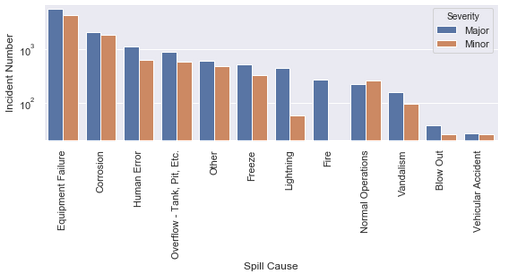 Incident Number
10³
10²
Severity
Major
Minor
Equipment Failure
Corrosion
Human Error
Overflow - Tank, Pit, Etc.
Other
Freeze
Lightning
Fire
Normal Operations
Vandalism
Blow Out
Vehicular Accident
Spill Cause